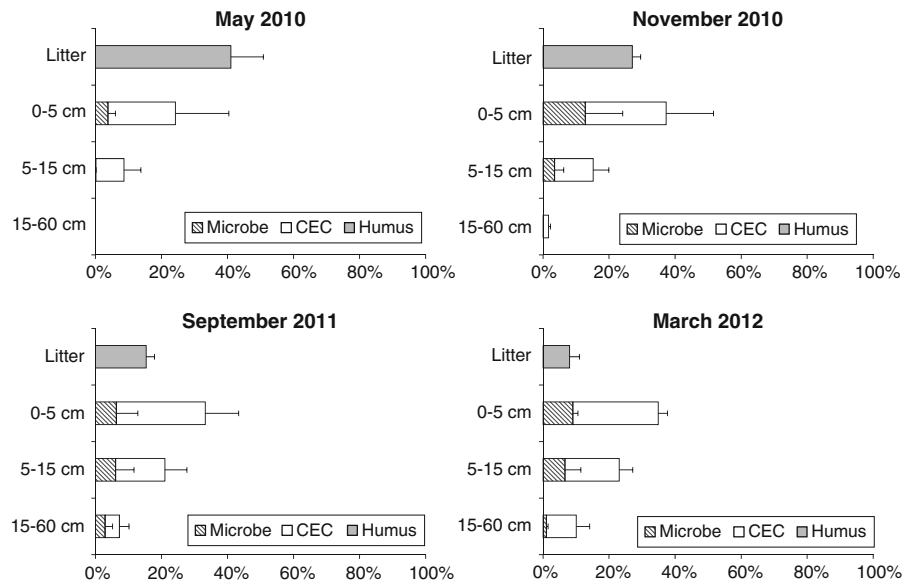 May 2010
Litter
0-5 cm
5-15 cm
15-60 cm
Microbe CEC Humus
0% 20% 40% 60% 80% 100%
November 2010
Litter
0-5 cm
5-15 cm
15-60 cm
Microbe CEC Humus
0% 20% 40% 60% 80% 100%
September 2011
Litter
0-5 cm
5-15 cm
15-60 cm
Microbe CEC Humus
0% 20% 40% 60% 80% 100%
March 2012
Litter
0-5 cm
5-15 cm
15-60 cm
Microbe CEC Humus
0% 20% 40% 60% 80% 100%